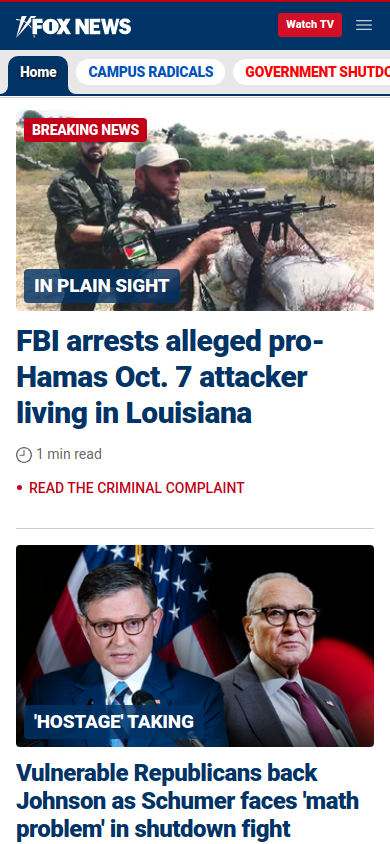 FOX NEWS
Watch TV
Home
CAMPUS RADICALS
GOVERNMENT SHUTDO
BREAKING NEWS
IN PLAIN SIGHT
FBI arrests alleged pro-
Hamas Oct. 7 attacker
living in Louisiana
1 min read
• READ THE CRIMINAL COMPLAINT
'HOSTAGE' TAKING
Vulnerable Republicans back
Johnson as Schumer faces 'math
problem' in shutdown fight